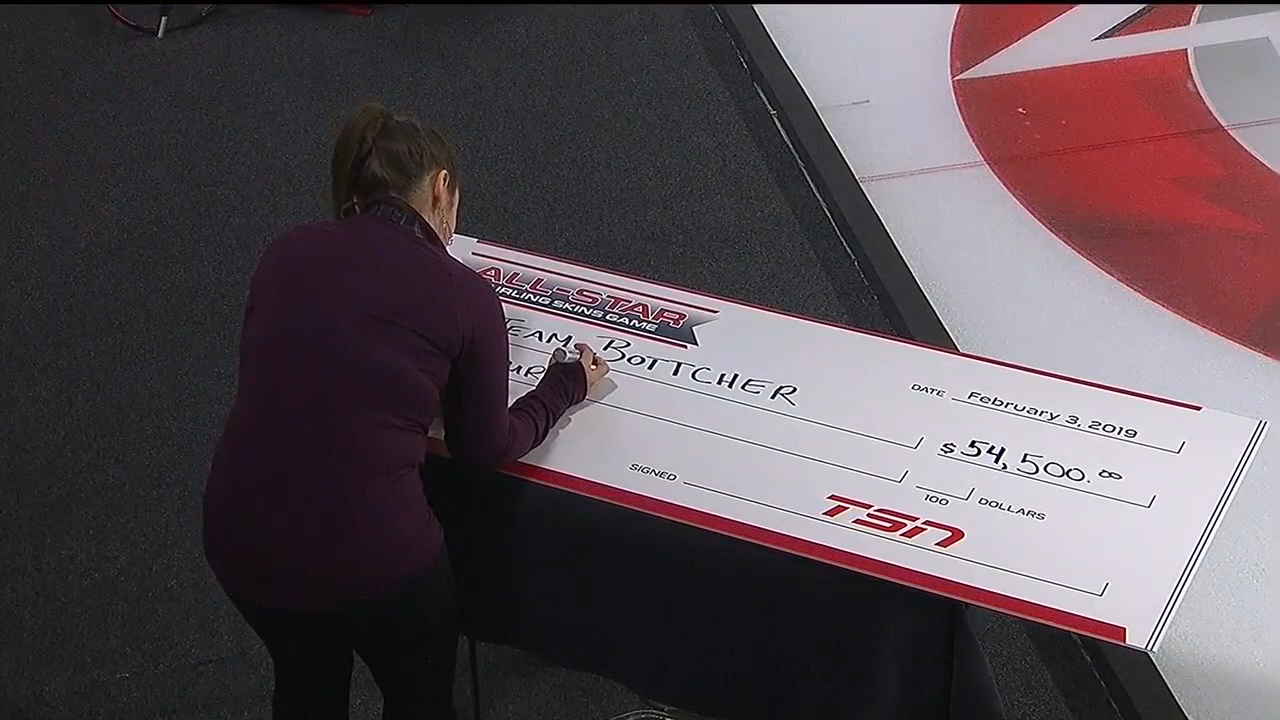 ALL-STAR
CURLING SKINS GAME
TEAM BOTTCHER
DATE February 3, 2019
$54,500.00
100 DOLLARS
SIGNED
TSN